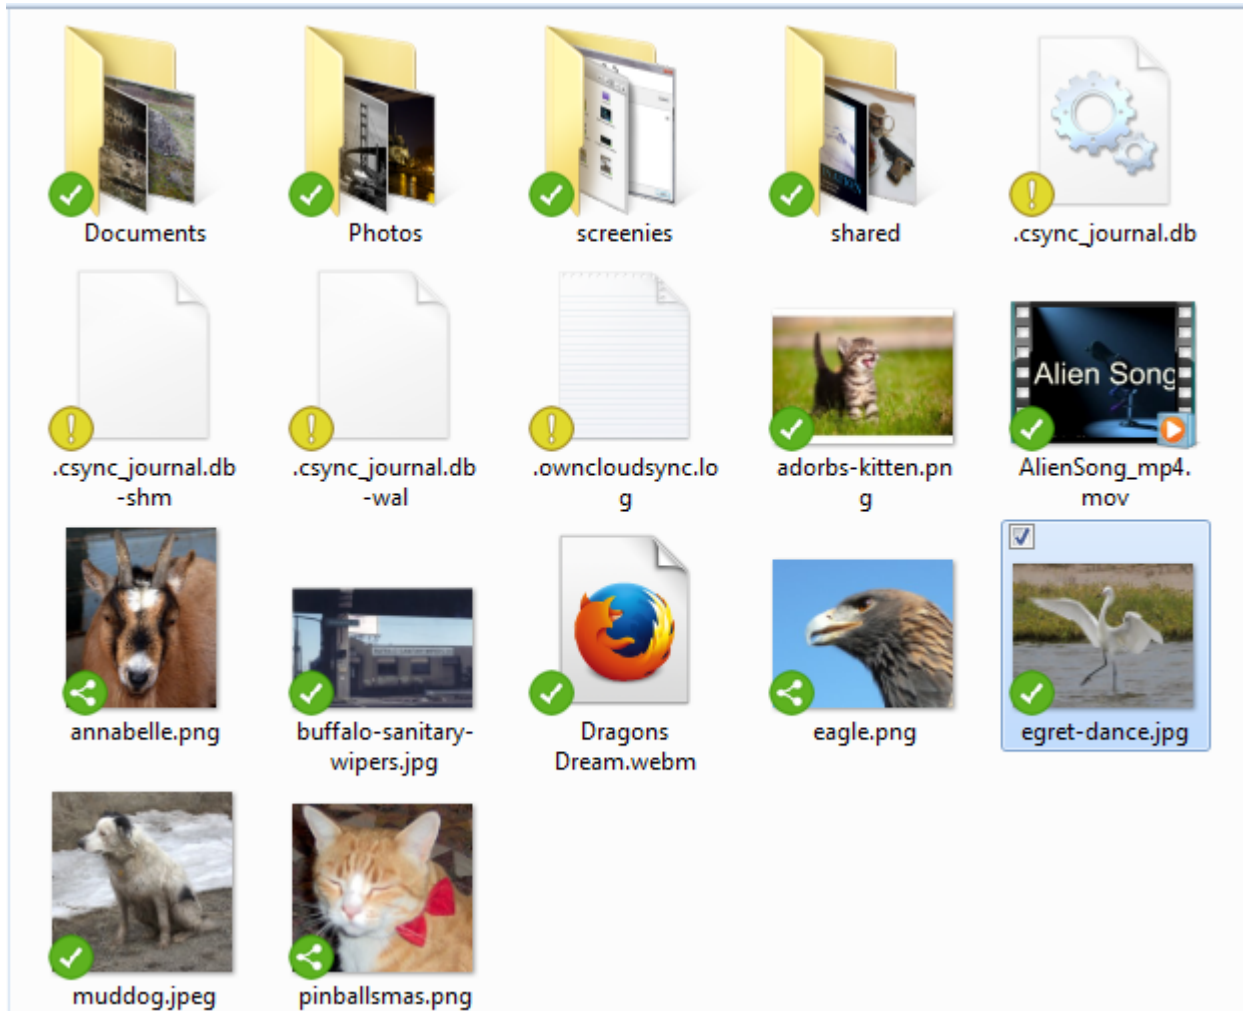 Documents
Photos
screenies
shared
.csync_journal.db
.csync_journal.db
-shm
.csync_journal.db
-wal
.owncloudsync.lo
g
adorbs-kitten.pn
g
Alien Song
AlienSong_mp4.
mov
annabelle.png
buffalo-sanitary-
wipers.jpg
Dragons
Dream.webm
eagle.png
egret-dance.jpg
muddog.jpeg
pinballsmas.png